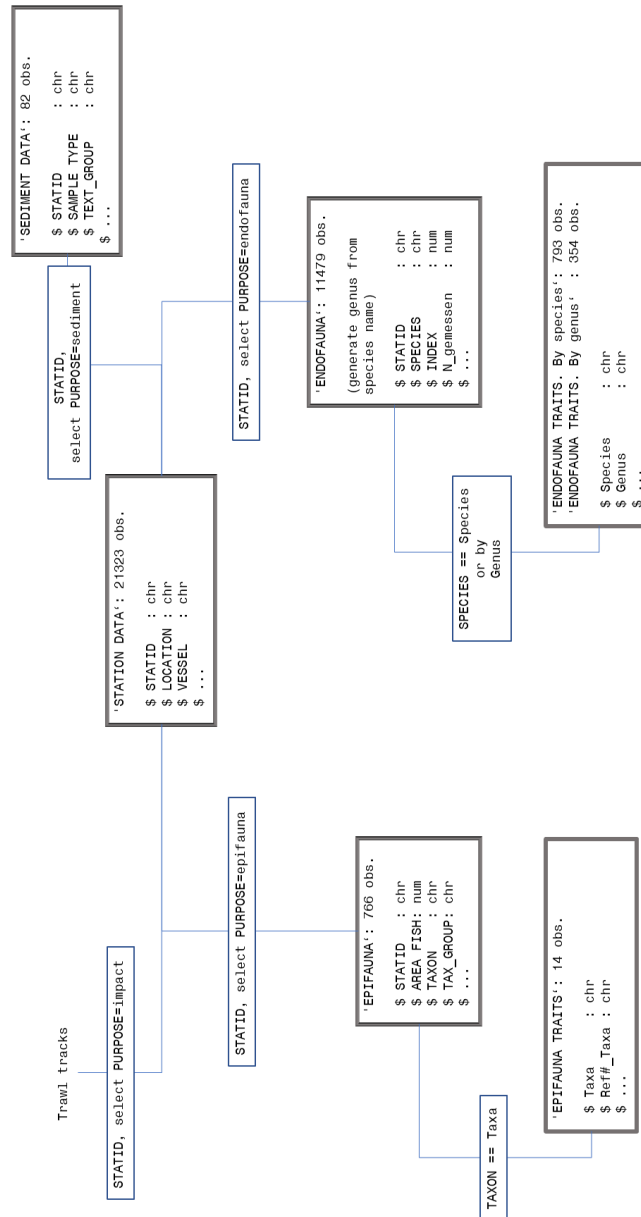 Trawl tracks
STATID, select PURPOSE=impact
STATID,
select PURPOSE=sediment
'SEDIMENT DATA‘: 82 obs.
$ STATID : chr
$ SAMPLE TYPE : chr
$ TEXT_GROUP : chr
$ ...
'STATION DATA‘: 21323 obs.
$ STATID : chr
$ LOCATION : chr
$ VESSEL : chr
$ ...
STATID, select PURPOSE=epifauna
STATID, select PURPOSE=endofauna
'EPIFAUNA‘: 766 obs.
$ STATID : chr
$ AREA FISH: num
$ TAXON : chr
$ TAX_GROUP: chr
$ ...
'ENDOFAUNA‘: 11479 obs.
(generate genus from
species name)
$ STATID : chr
$ SPECIES : chr
$ INDEX : num
$ N_gemessen : num
$ ...
TAXON == Taxa
SPECIES == Species
or by
Genus
'EPIFAUNA TRAITS‘: 14 obs.
$ Taxa : chr
$ Ref#_Taxa : chr
$ ...
'ENDOFAUNA TRAITS. By species‘: 793 obs.
'ENDOFAUNA TRAITS. By genus‘ : 354 obs.
$ Species : chr
$ Genus : chr
$ ...